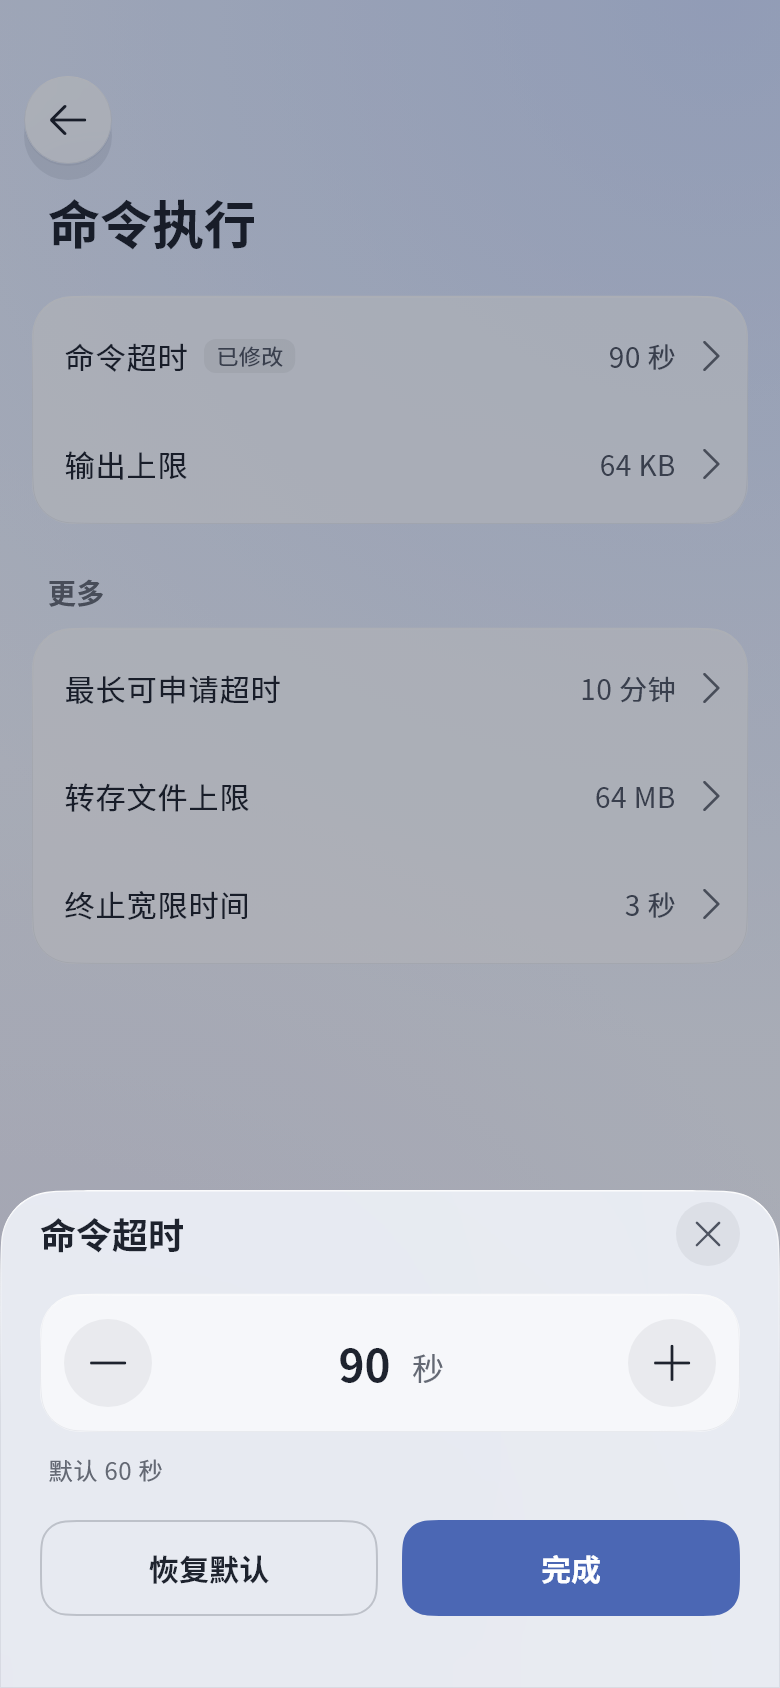 命令执行
命令超时 已修改 90 秒
输出上限 64 KB
更多
最长可申请超时 10 分钟
转存文件上限 64 MB
终止宽限时间 3 秒
命令超时
90 秒
默认 60 秒
恢复默认 完成